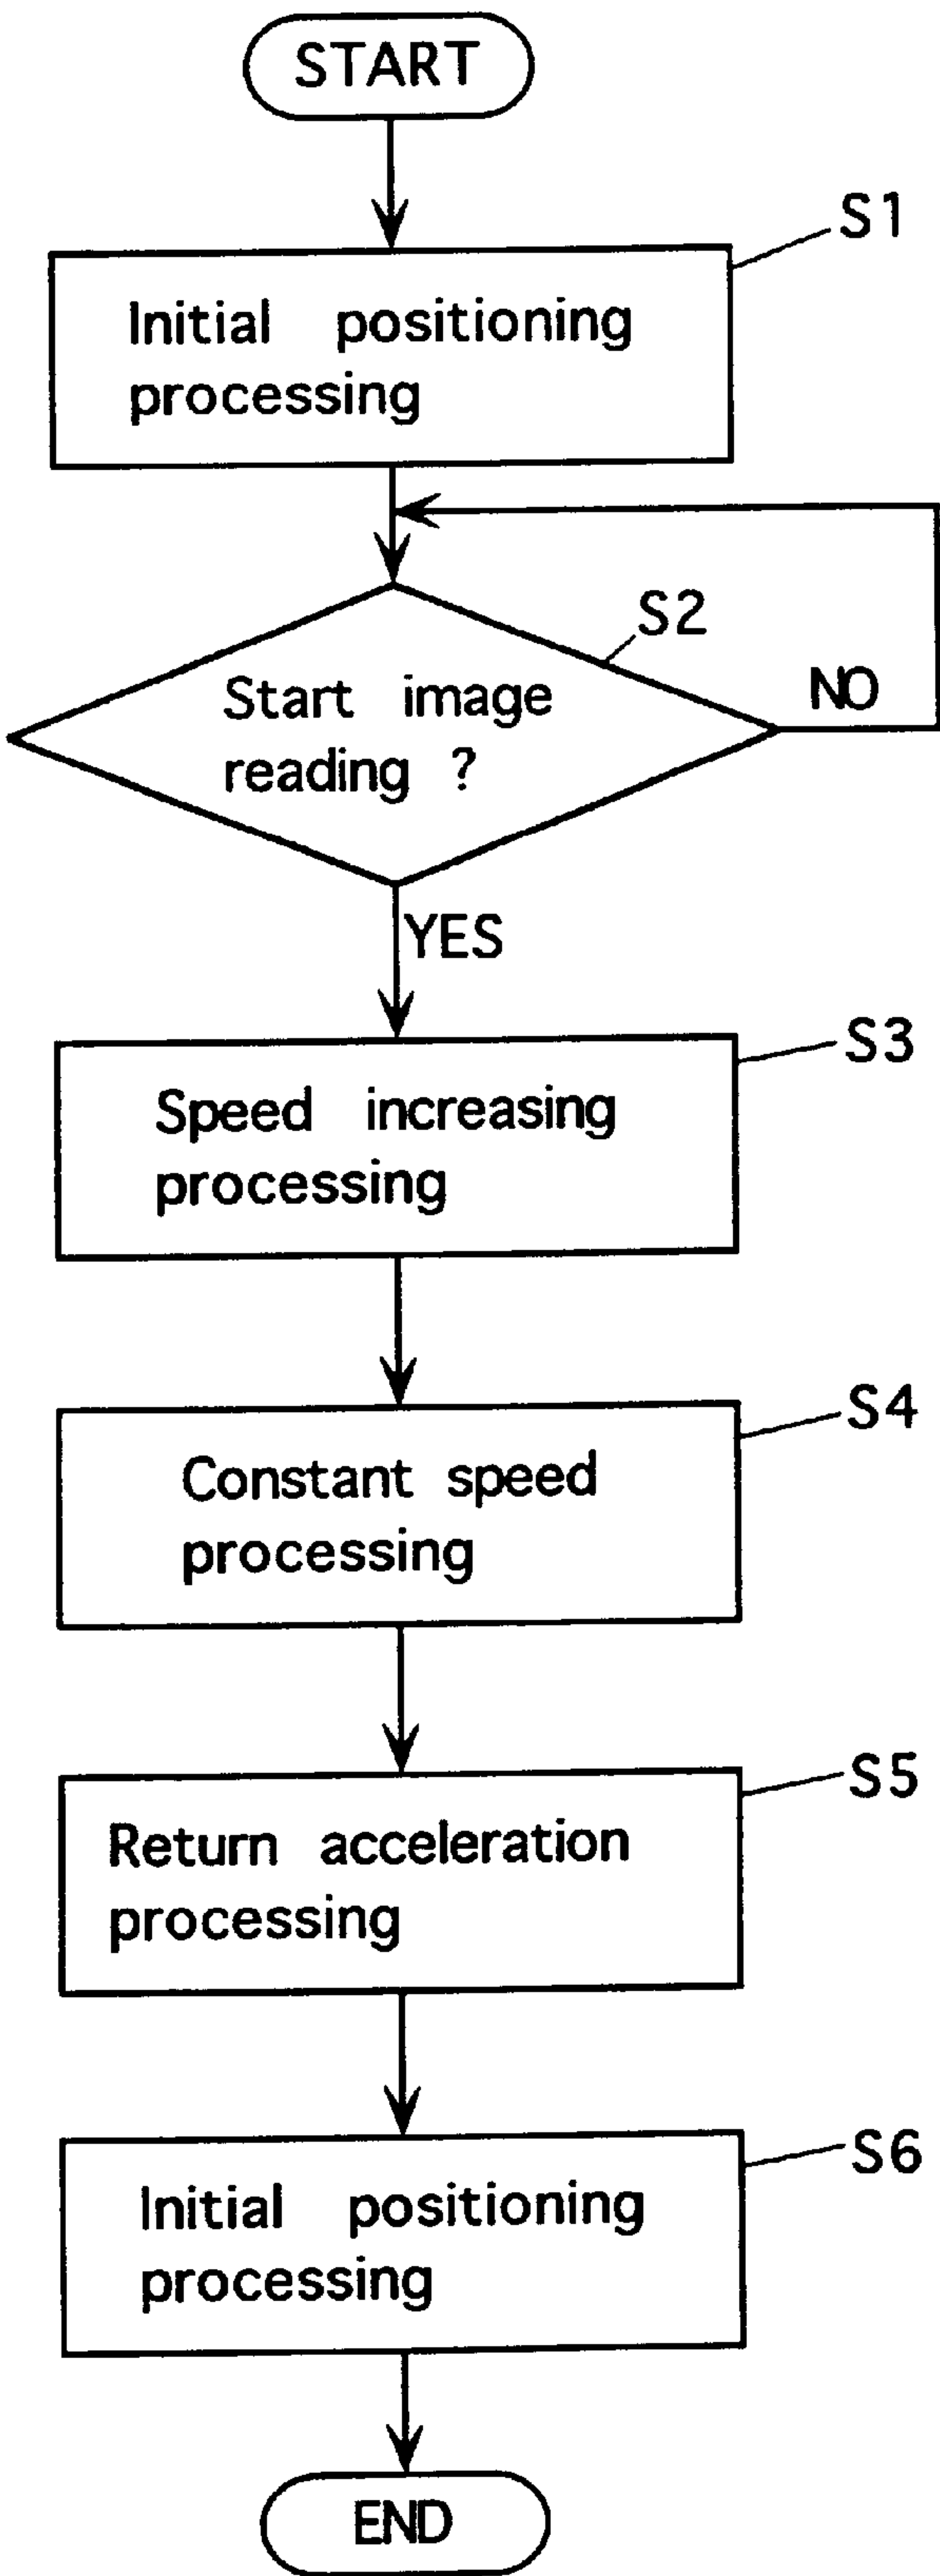 START
S1
Initial positioning
processing
S2
Start image
reading ?
NO
YES
S3
Speed increasing
processing
S4
Constant speed
processing
S5
Return acceleration
processing
S6
Initial positioning
processing
END